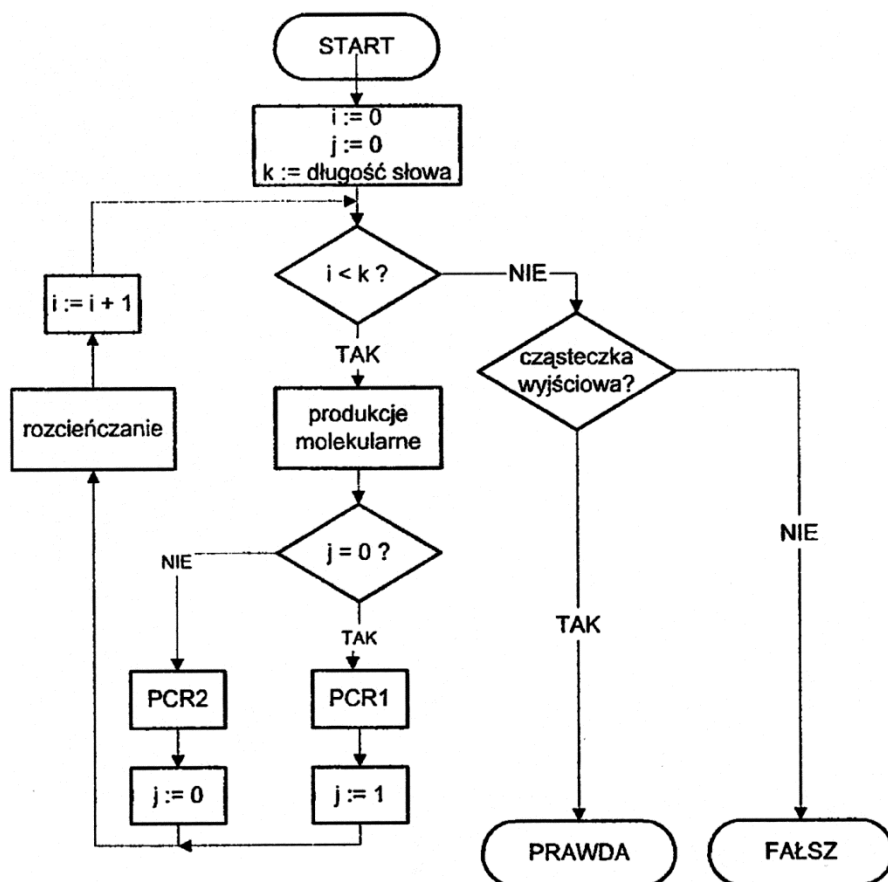 START
i := 0
j := 0
k := długość słowa
i < k ?
NIE
i := i + 1
TAK
cząsteczka
wyjściowa?
rozcieńczanie
produkcje
molekularne
j = 0 ?
NIE
NIE
TAK
TAK
PCR2
PCR1
j := 0
j := 1
PRAWDA
FAŁSZ